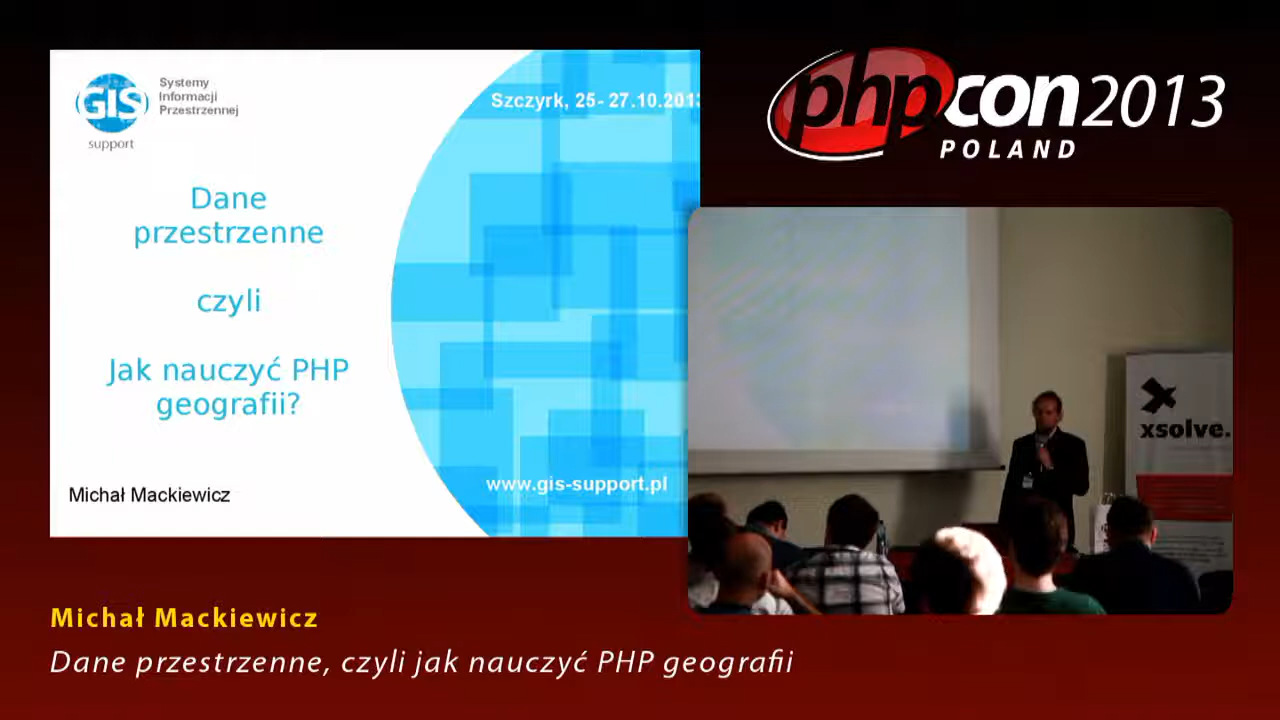 GIS
Systemy
Informacji
Przestrzennej
support
Szczyrk, 25- 27.10.2013
Dane
przestrzenne
czyli
Jak nauczyć PHP
geografii?
Michał Mackiewicz
www.gis-support.pl
phpcon2013
POLAND
xsolve.
Michał Mackiewicz
Dane przestrzenne, czyli jak nauczyć PHP geografii